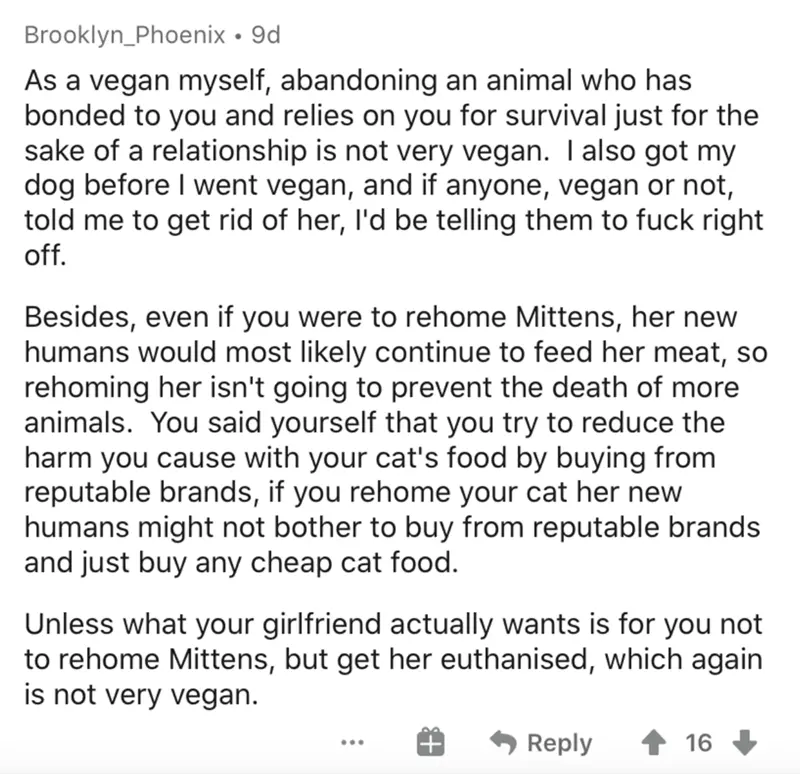 Brooklyn_Phoenix • 9d
As a vegan myself, abandoning an animal who has
bonded to you and relies on you for survival just for the
sake of a relationship is not very vegan.  I also got my
dog before I went vegan, and if anyone, vegan or not,
told me to get rid of her, I'd be telling them to fuck right
off.
Besides, even if you were to rehome Mittens, her new
humans would most likely continue to feed her meat, so
rehoming her isn't going to prevent the death of more
animals.  You said yourself that you try to reduce the
harm you cause with your cat's food by buying from
reputable brands, if you rehome your cat her new
humans might not bother to buy from reputable brands
and just buy any cheap cat food.
Unless what your girlfriend actually wants is for you not
to rehome Mittens, but get her euthanised, which again
is not very vegan.
... Reply 16